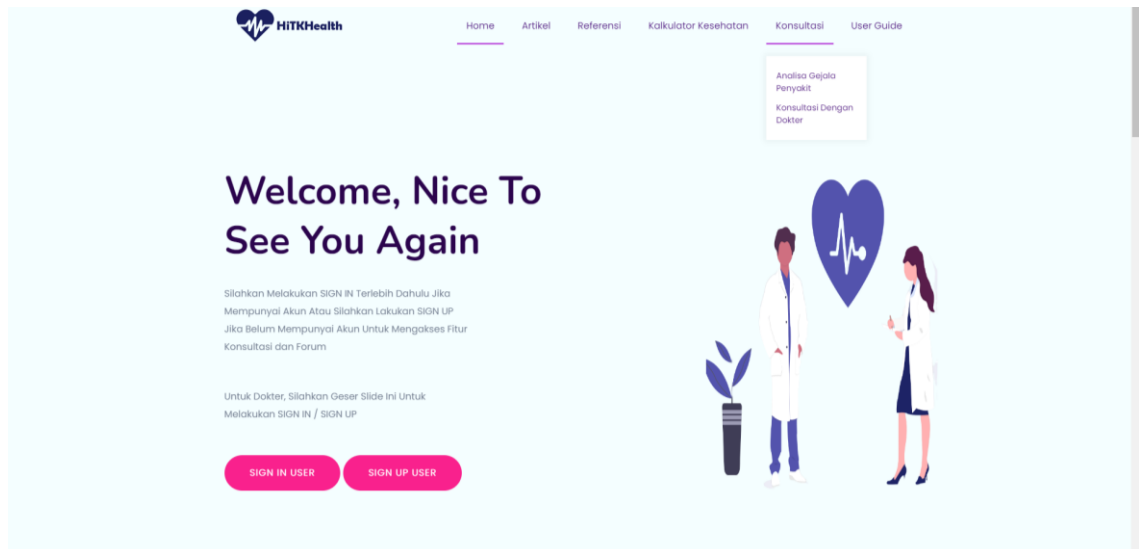 HiTKHealth
Home Artikel Referensi Kalkulator Kesehatan Konsultasi User Guide
Analisa Gejala
Penyakit
Konsultasi Dengan
Dokter
Welcome, Nice To
See You Again
Silahkan Melakukan SIGN IN Terlebih Dahulu Jika
Mempunyai Akun Atau Silahkan Lakukan SIGN UP
Jika Belum Mempunyai Akun Untuk Mengakses Fitur
Konsultasi dan Forum
Untuk Dokter, Silahkan Geser Slide Ini Untuk
Melakukan SIGN IN / SIGN UP
SIGN IN USER SIGN UP USER